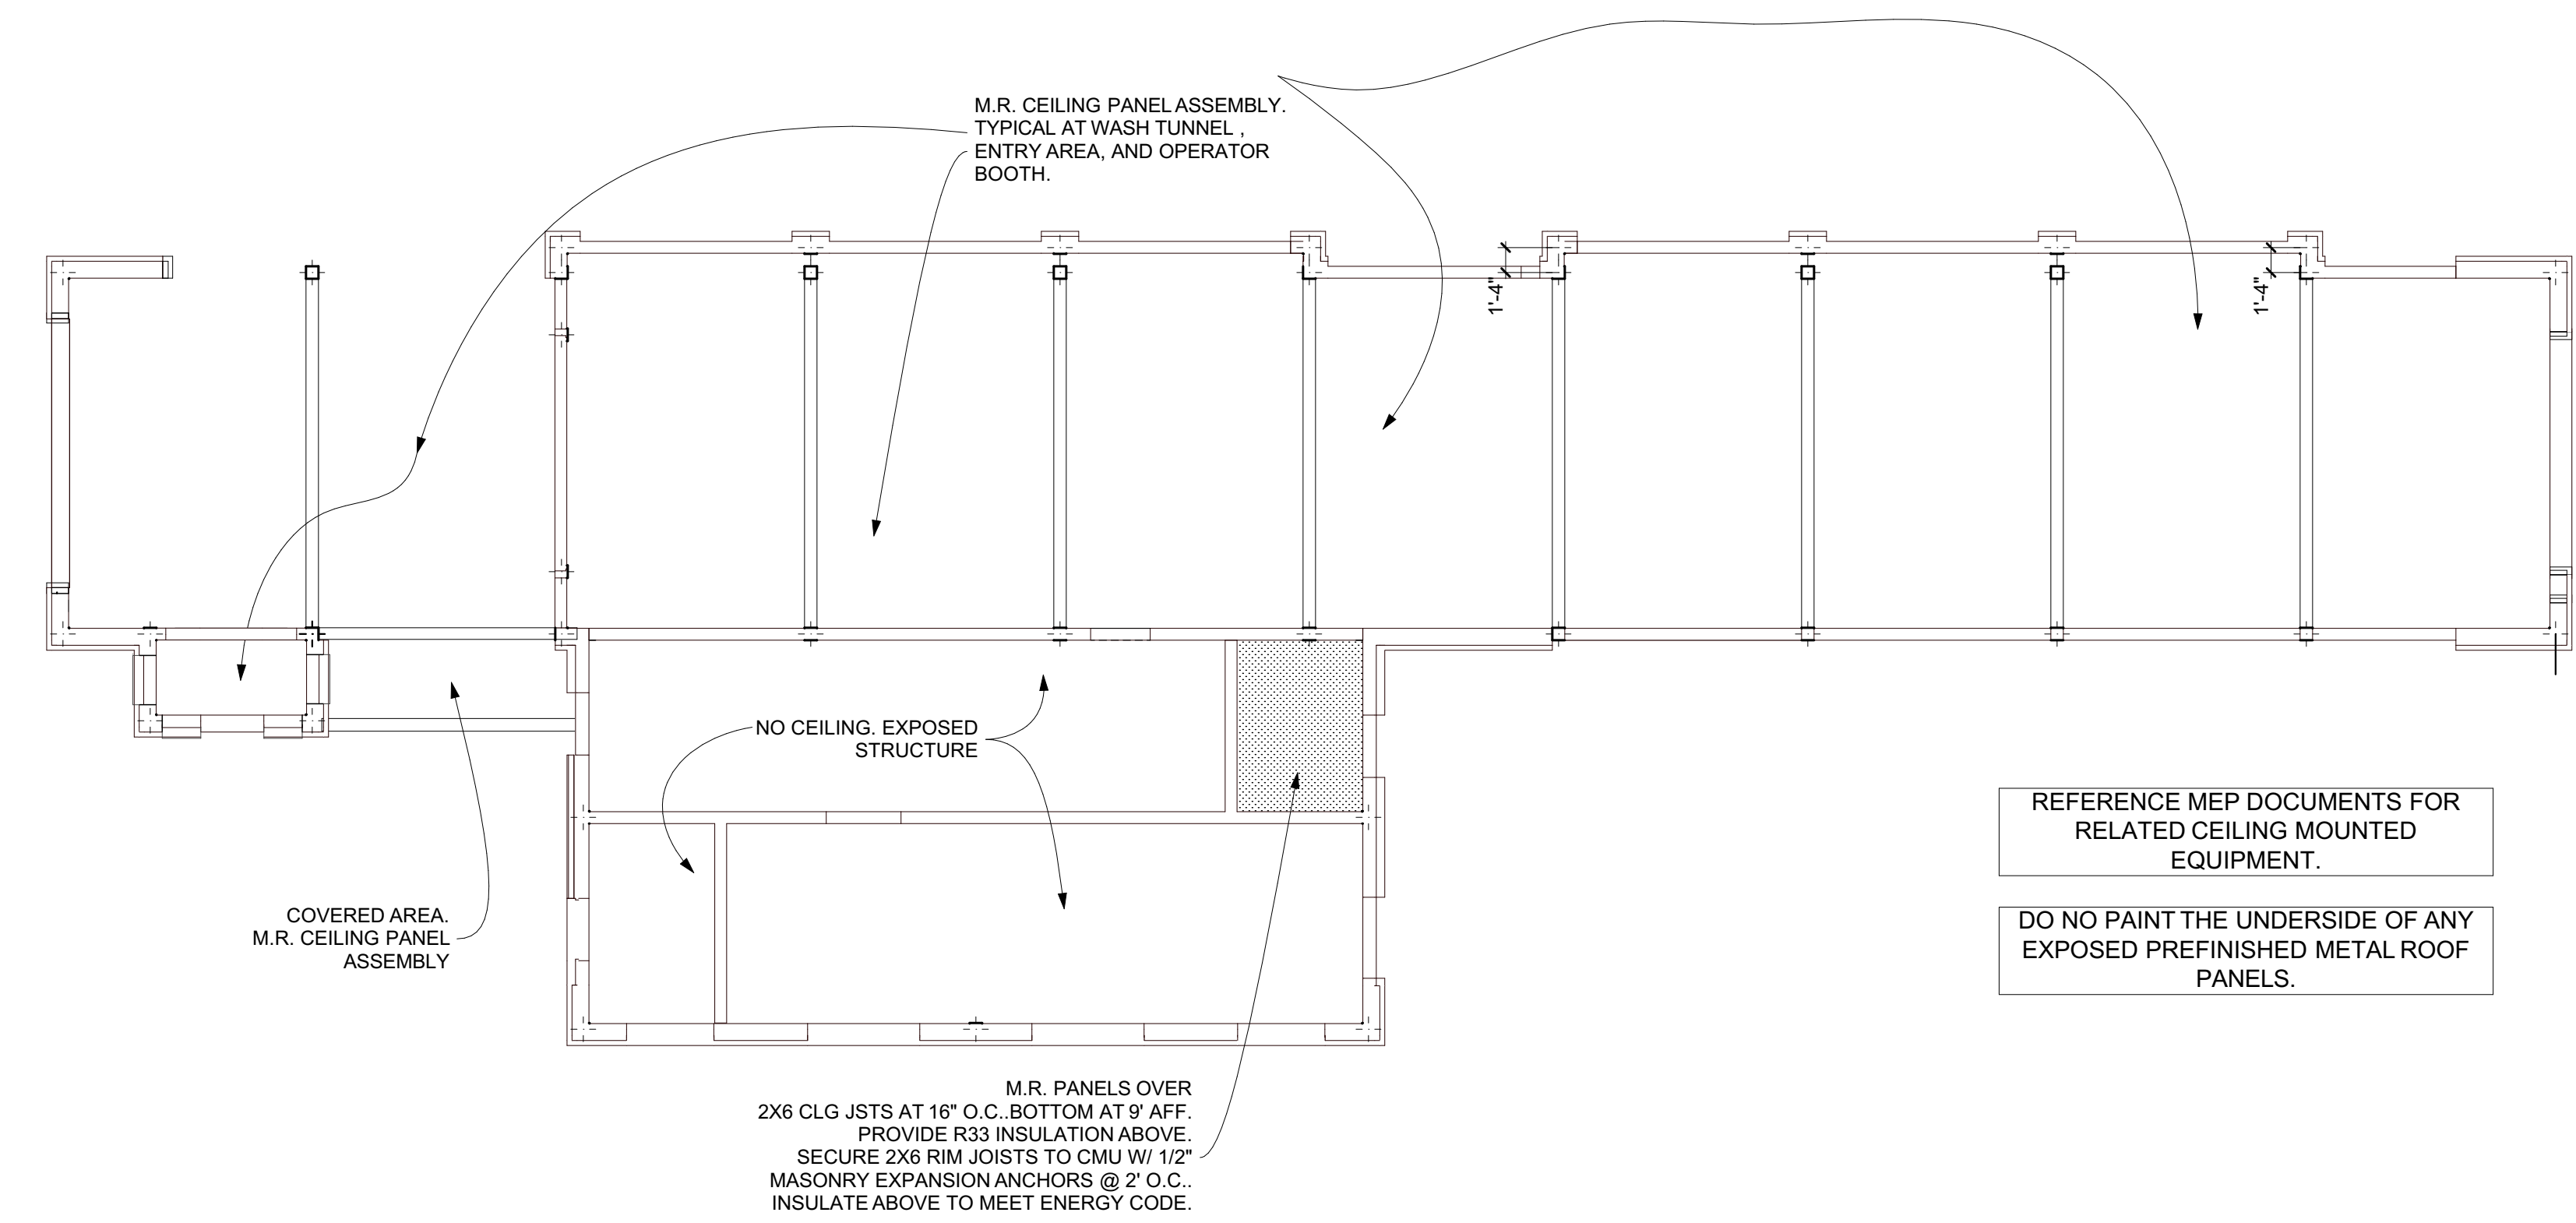 M.R. CEILING PANEL ASSEMBLY.
TYPICAL AT WASH TUNNEL ,
ENTRY AREA, AND OPERATOR
BOOTH.
1'-4"
1'-4"
NO CEILING. EXPOSED
STRUCTURE
COVERED AREA.
M.R. CEILING PANEL
ASSEMBLY
REFERENCE MEP DOCUMENTS FOR
RELATED CEILING MOUNTED
EQUIPMENT.
DO NO PAINT THE UNDERSIDE OF ANY
EXPOSED PREFINISHED METAL ROOF
PANELS.
M.R. PANELS OVER
2X6 CLG JSTS AT 16" O.C..BOTTOM AT 9' AFF.
PROVIDE R33 INSULATION ABOVE.
SECURE 2X6 RIM JOISTS TO CMU W/ 1/2"
MASONRY EXPANSION ANCHORS @ 2' O.C..
INSULATE ABOVE TO MEET ENERGY CODE.